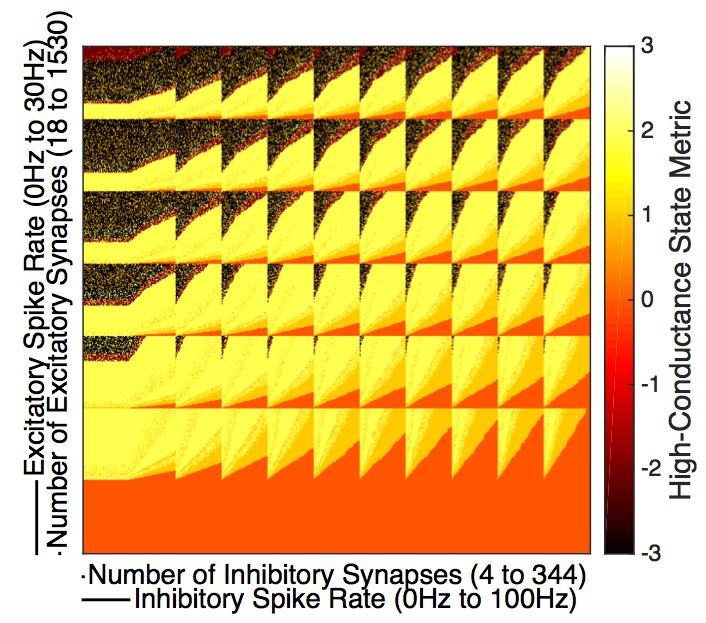 Excitatory Spike Rate (0Hz to 30Hz)
·Number of Excitatory Synapses (18 to 1530)
3
2
1
0
-1
-2
-3
High-Conductance State Metric
·Number of Inhibitory Synapses (4 to 344)
Inhibitory Spike Rate (0Hz to 100Hz)